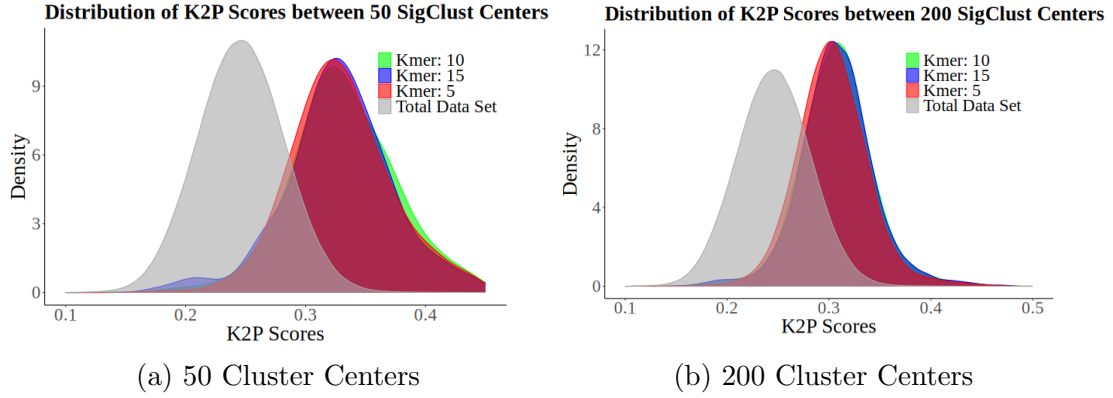 Distribution of K2P Scores between 50 SigClust Centers
Kmer: 10
Kmer: 15
Kmer: 5
Total Data Set
Density
9
6
3
0
0.1 0.2 0.3 0.4
K2P Scores
(a) 50 Cluster Centers
Distribution of K2P Scores between 200 SigClust Centers
Kmer: 10
Kmer: 15
Kmer: 5
Total Data Set
Density
12
8
4
0
0.1 0.2 0.3 0.4 0.5
K2P Scores
(b) 200 Cluster Centers